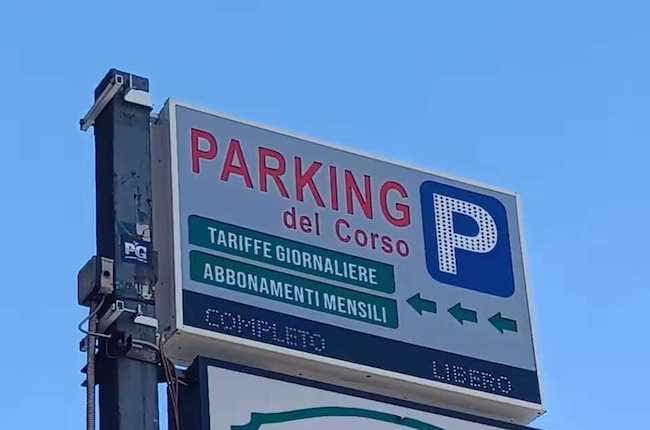 PARKING
del Corso
P
TARIFFE GIORNALIERE
ABBONAMENTI MENSILI
COMPLETO LIBERO
PG